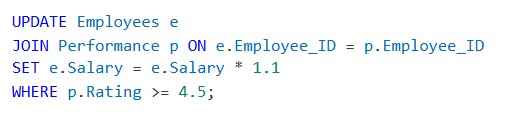 UPDATE Employees e
JOIN Performance p ON e.Employee_ID = p.Employee_ID
SET e.Salary = e.Salary * 1.1
WHERE p.Rating >= 4.5;